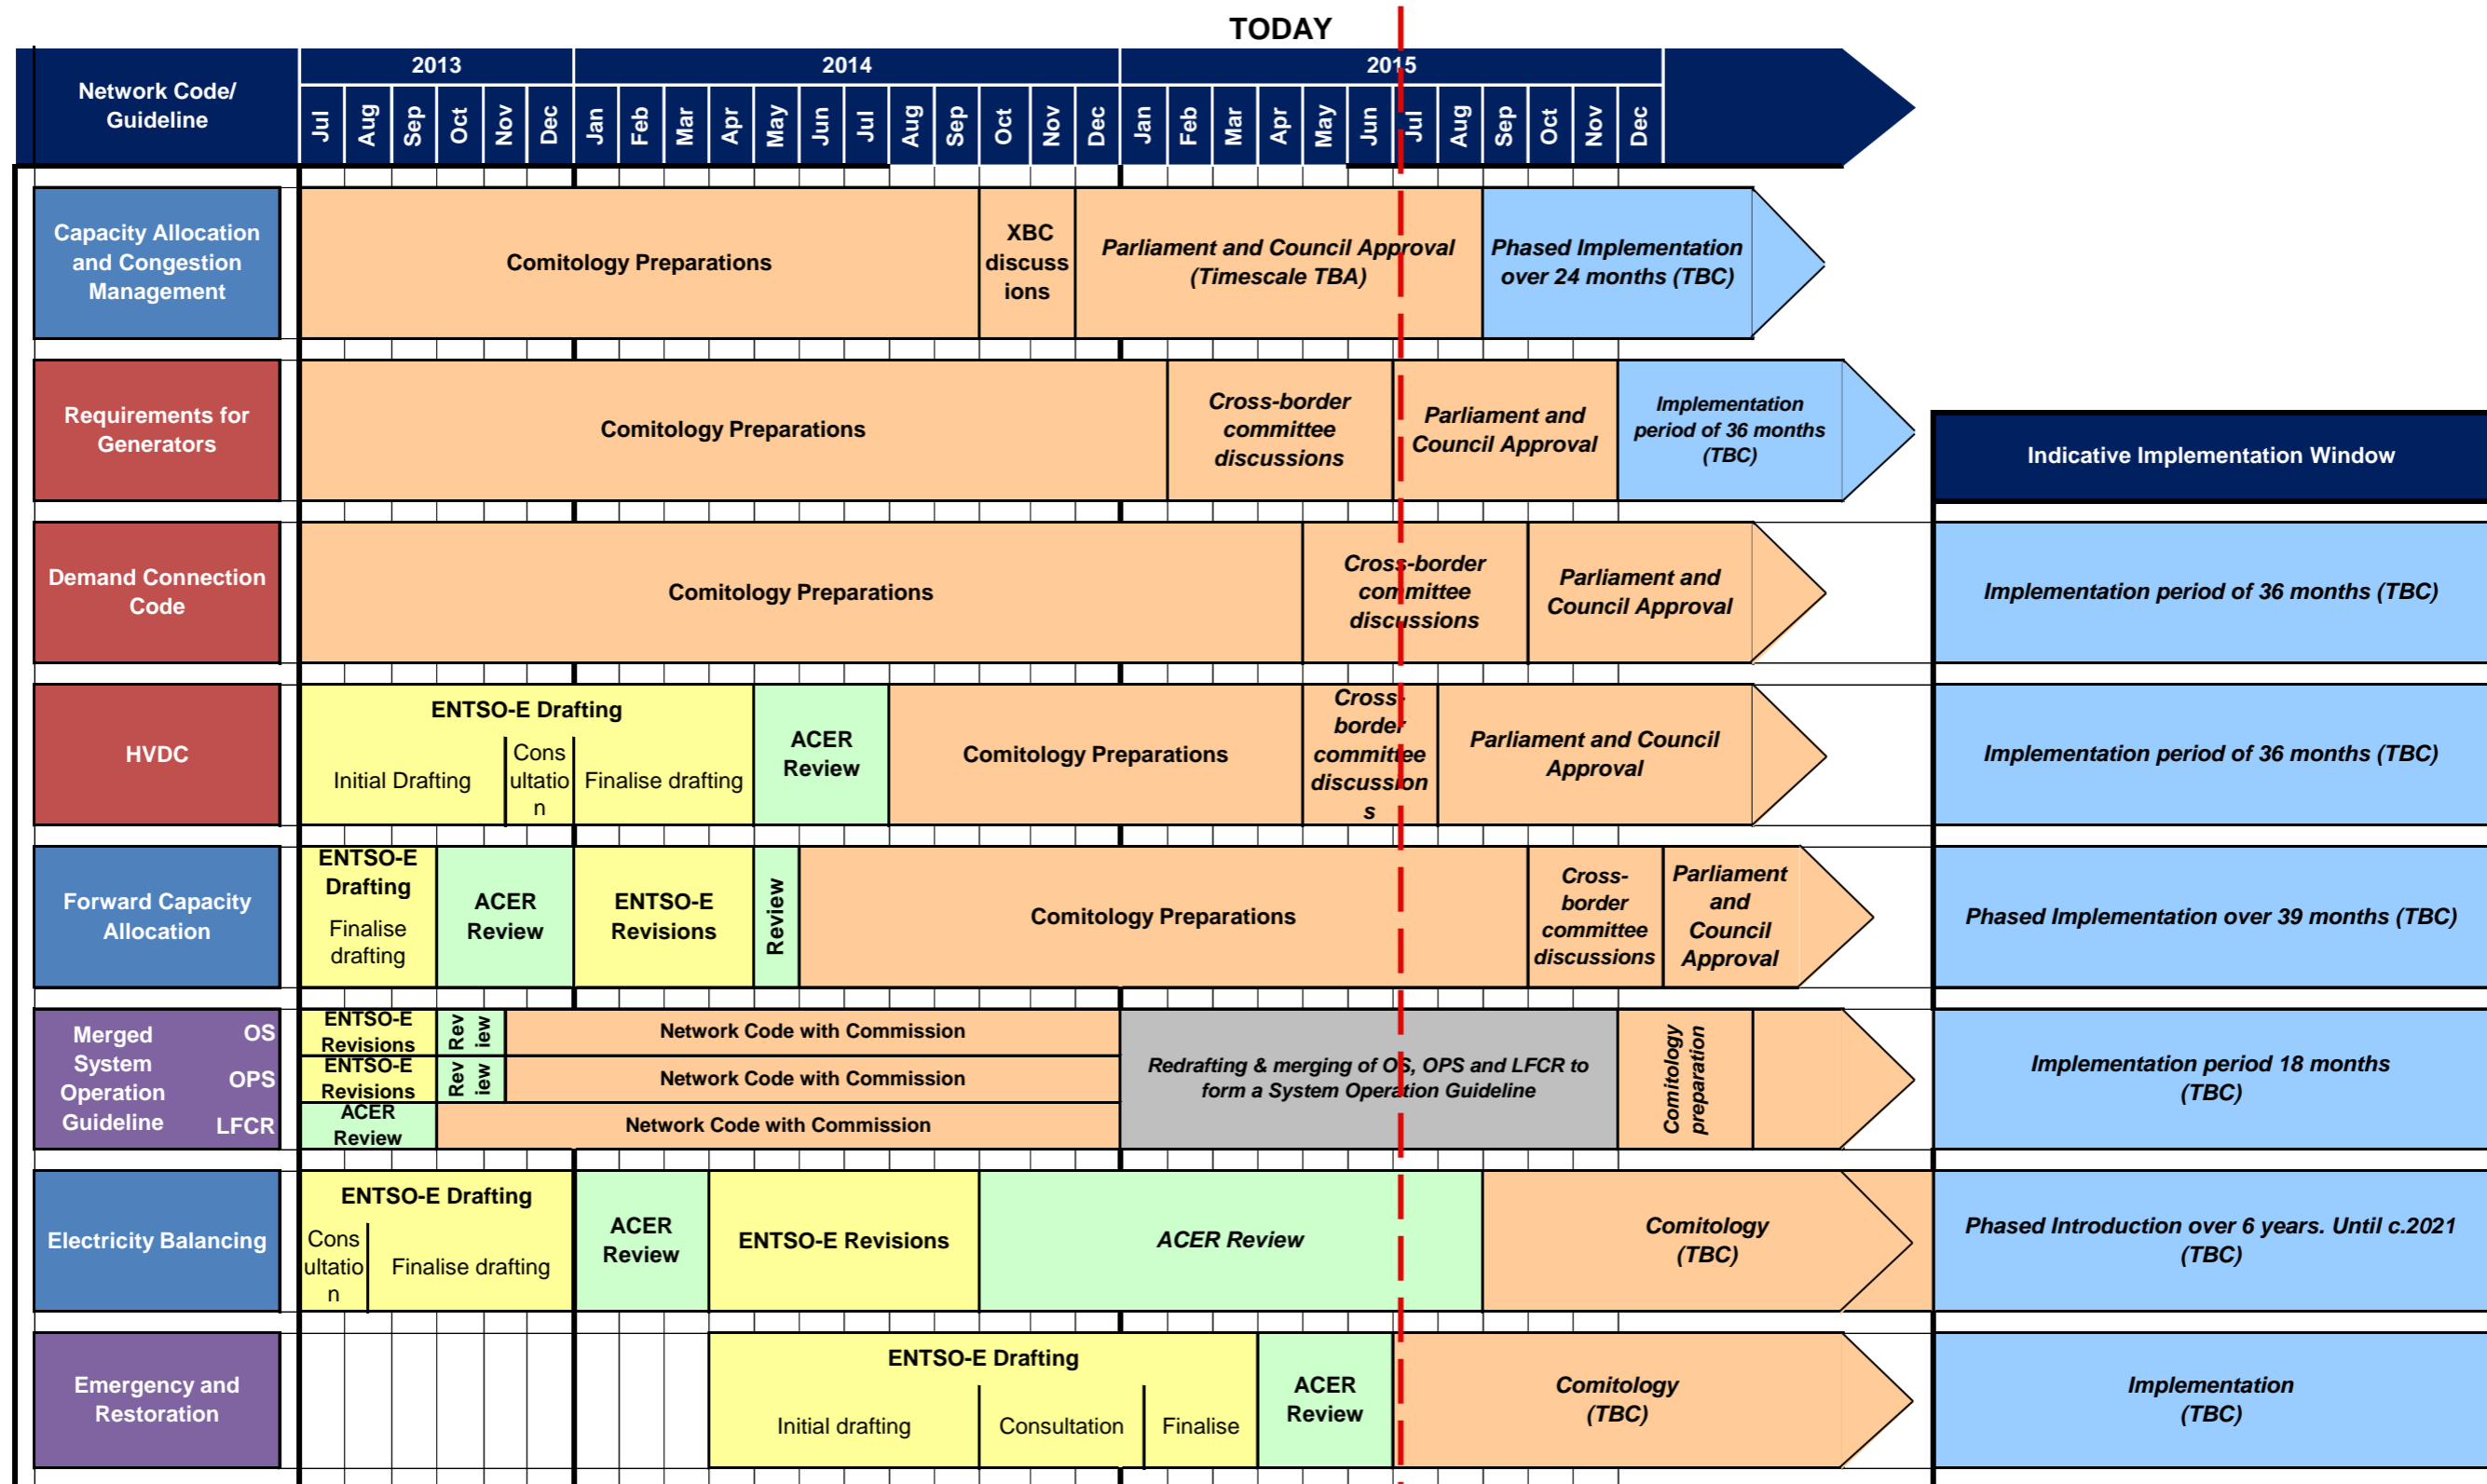 TODAY
Network Code/
Guideline
2013
2014
2015
Jul
Aug
Sep
Oct
Nov
Dec
Jan
Feb
Mar
Apr
May
Jun
Jul
Aug
Sep
Oct
Nov
Dec
Jan
Feb
Mar
Apr
May
Jun
Jul
Aug
Sep
Oct
Nov
Dec
Capacity Allocation
and Congestion
Management
Comitology Preparations
XBC
discuss
ions
Parliament and Council Approval
(Timescale TBA)
Phased Implementation
over 24 months (TBC)
Requirements for
Generators
Comitology Preparations
Cross-border
committee
discussions
Parliament and
Council Approval
Implementation
period of 36 months
(TBC)
Indicative Implementation Window
Demand Connection
Code
Comitology Preparations
Cross-border
committee
discussions
Parliament and
Council Approval
Implementation period of 36 months (TBC)
HVDC
ENTSO-E Drafting
Initial Drafting
Cons
ultatio
n
Finalise drafting
ACER
Review
Comitology Preparations
Cross-
border
committee
discussion
s
Parliament and Council
Approval
Implementation period of 36 months (TBC)
Forward Capacity
Allocation
ENTSO-E
Drafting
Finalise
drafting
ACER
Review
ENTSO-E
Revisions
Review
Comitology Preparations
Cross-
border
committee
discussions
Parliament
and
Council
Approval
Phased Implementation over 39 months (TBC)
Merged
System
Operation
Guideline
OS
OPS
LFCR
ENTSO-E
Revisions
Rev
iew
Network Code with Commission
ENTSO-E
Revisions
Rev
iew
Network Code with Commission
ACER
Review
Network Code with Commission
Redrafting & merging of OS, OPS and LFCR to
form a System Operation Guideline
Comitology
preparation
Implementation period 18 months
(TBC)
Electricity Balancing
ENTSO-E Drafting
Cons
ultatio
n
Finalise drafting
ACER
Review
ENTSO-E Revisions
ACER Review
Comitology
(TBC)
Phased Introduction over 6 years. Until c.2021
(TBC)
Emergency and
Restoration
ENTSO-E Drafting
Initial drafting
Consultation
Finalise
ACER
Review
Comitology
(TBC)
Implementation
(TBC)